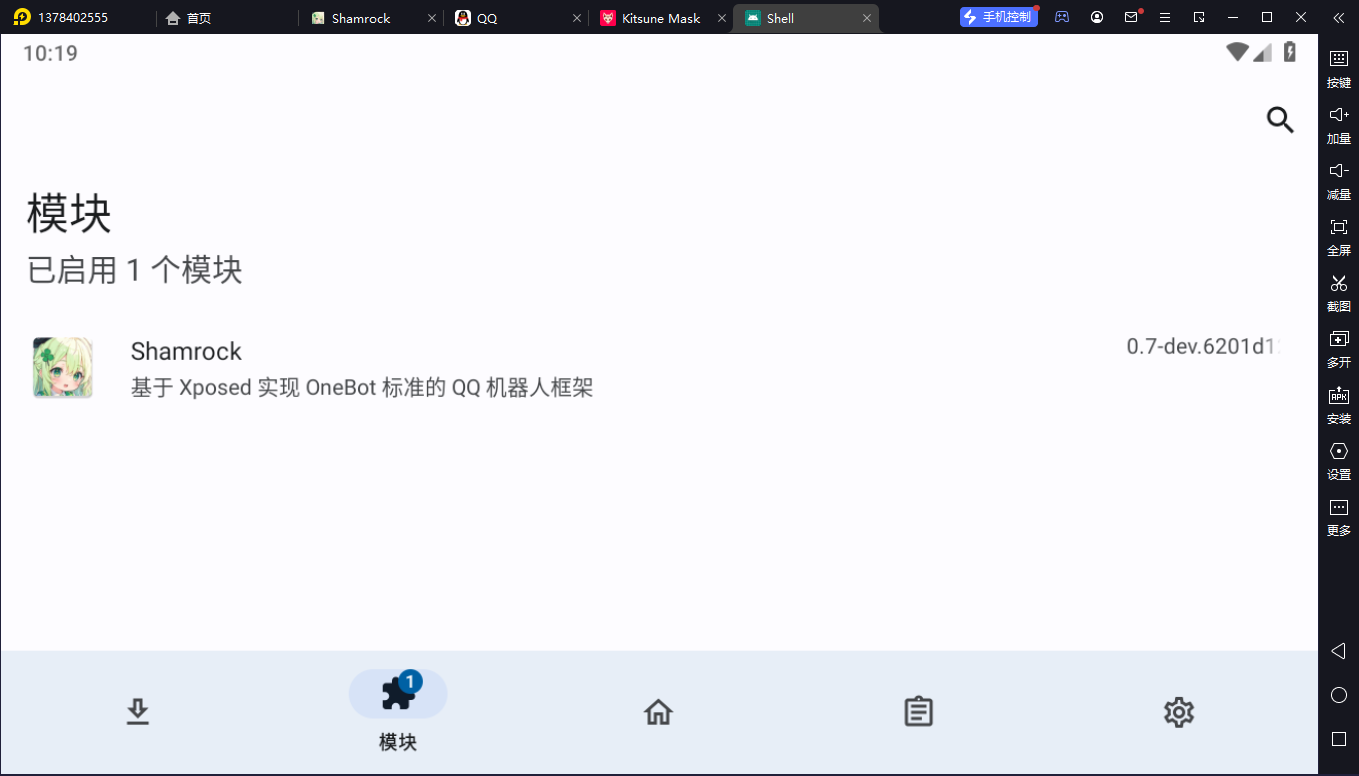 1378402555
首页
Shamrock
QQ
Kitsune Mask
Shell
手机控制
10:19
按键
加量
减量
全屏
截图
多开
安装
设置
更多
模块
已启用 1 个模块
Shamrock
0.7-dev.6201d1
基于 Xposed 实现 OneBot 标准的 QQ 机器人框架
1
模块